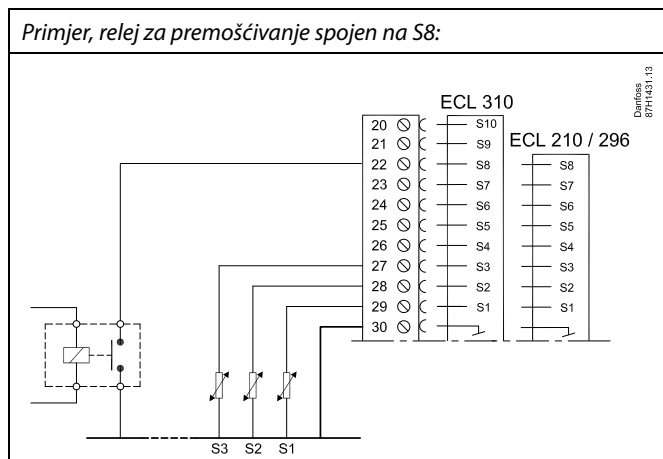 Primjer, relej za premošćivanje spojen na S8:
Danfoss
87H1431.13
ECL 310
ECL 210 / 296
20 S10
21 S9
22 S8 S8
23 S7 S7
24 S6 S6
25 S5 S5
26 S4 S4
27 S3 S3
28 S2 S2
29 S1 S1
30
S3 S2 S1